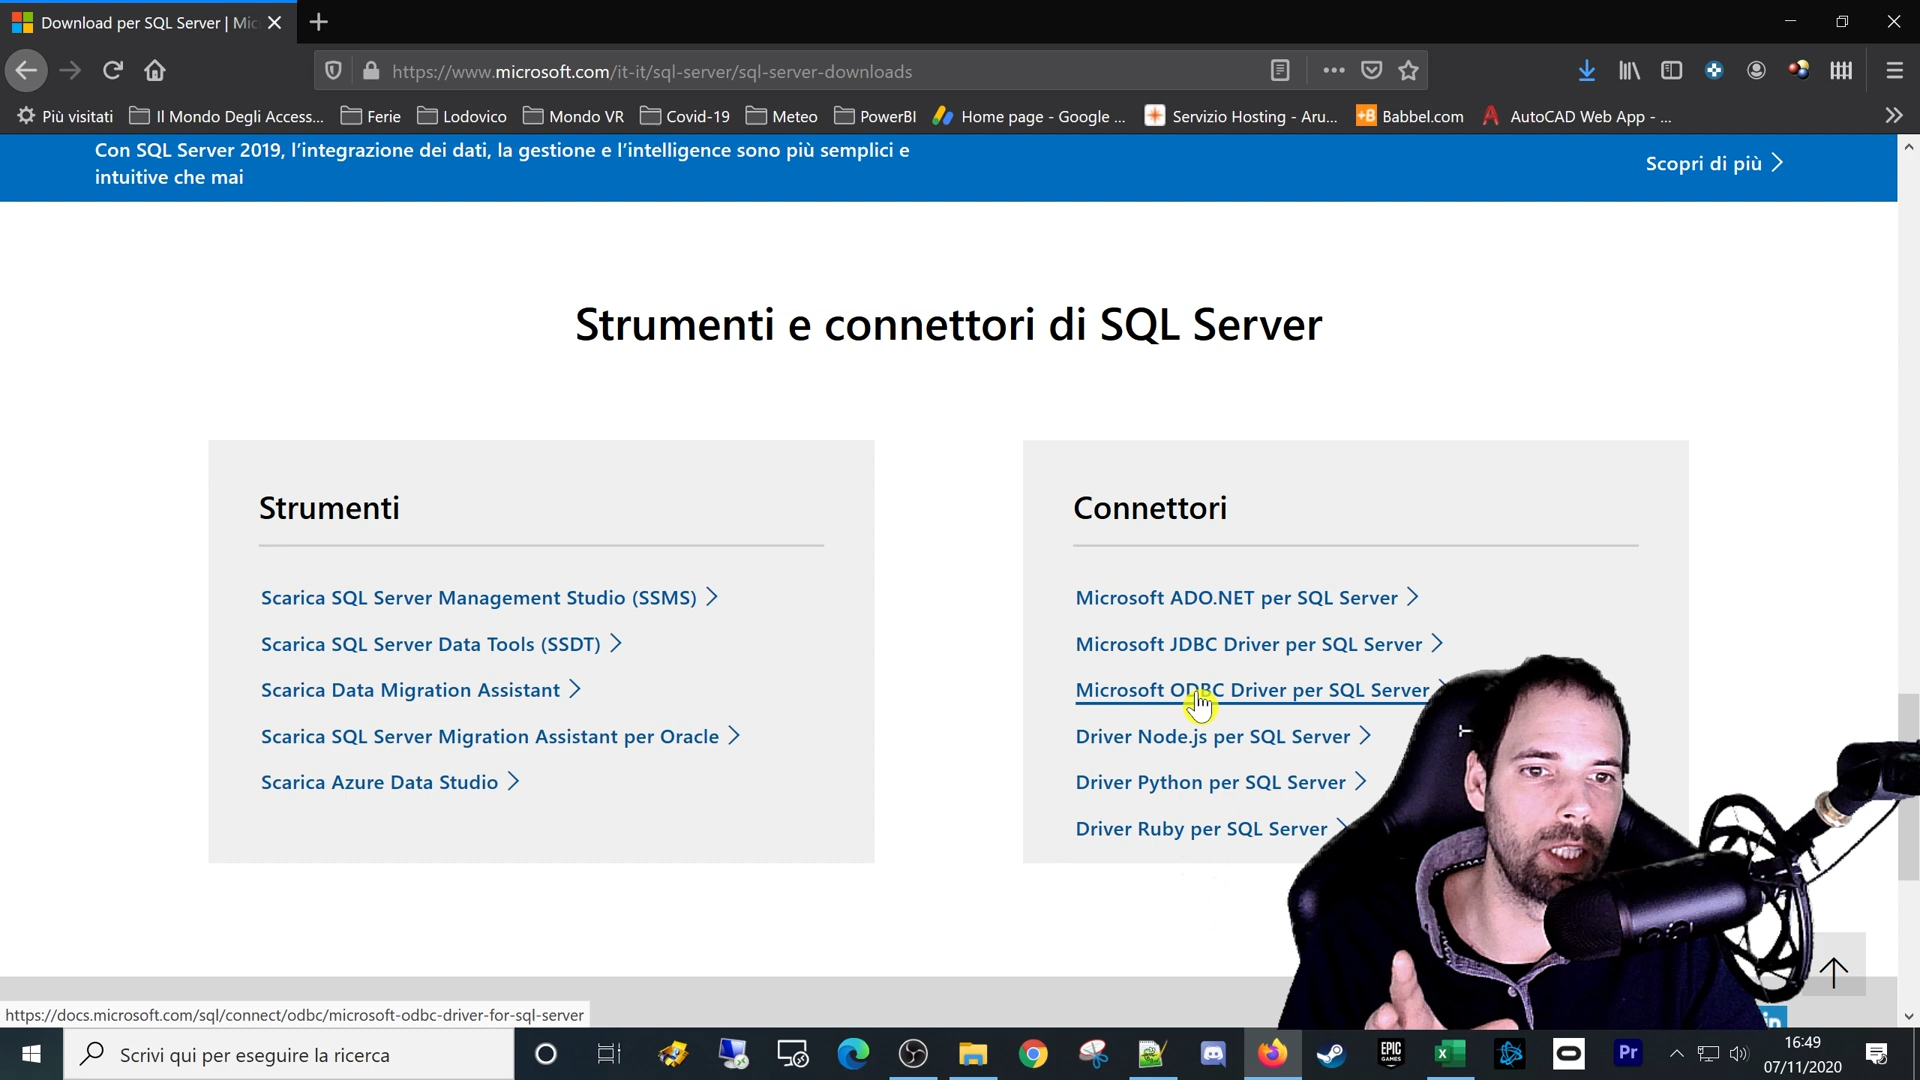 Download per SQL Server | Mic
https://www.microsoft.com/it-it/sql-server/sql-server-downloads
Più visitati
Il Mondo Degli Access...
Ferie
Lodovico
Mondo VR
Covid-19
Meteo
PowerBI
Home page - Google ...
Servizio Hosting - Aru...
+B Babbel.com
AutoCAD Web App - ...
Con SQL Server 2019, l'integrazione dei dati, la gestione e l'intelligence sono più semplici e
intuitive che mai
Scopri di più
Strumenti e connettori di SQL Server
Strumenti
Scarica SQL Server Management Studio (SSMS)
Scarica SQL Server Data Tools (SSDT)
Scarica Data Migration Assistant
Scarica SQL Server Migration Assistant per Oracle
Scarica Azure Data Studio
Connettori
Microsoft ADO.NET per SQL Server
Microsoft JDBC Driver per SQL Server
Microsoft ODBC Driver per SQL Server
Driver Node.js per SQL Server
Driver Python per SQL Server
Driver Ruby per SQL Server
in
https://docs.microsoft.com/sql/connect/odbc/microsoft-odbc-driver-for-sql-server
Scrivi qui per eseguire la ricerca
EPIC
GAMES
Pr
16:49
07/11/2020